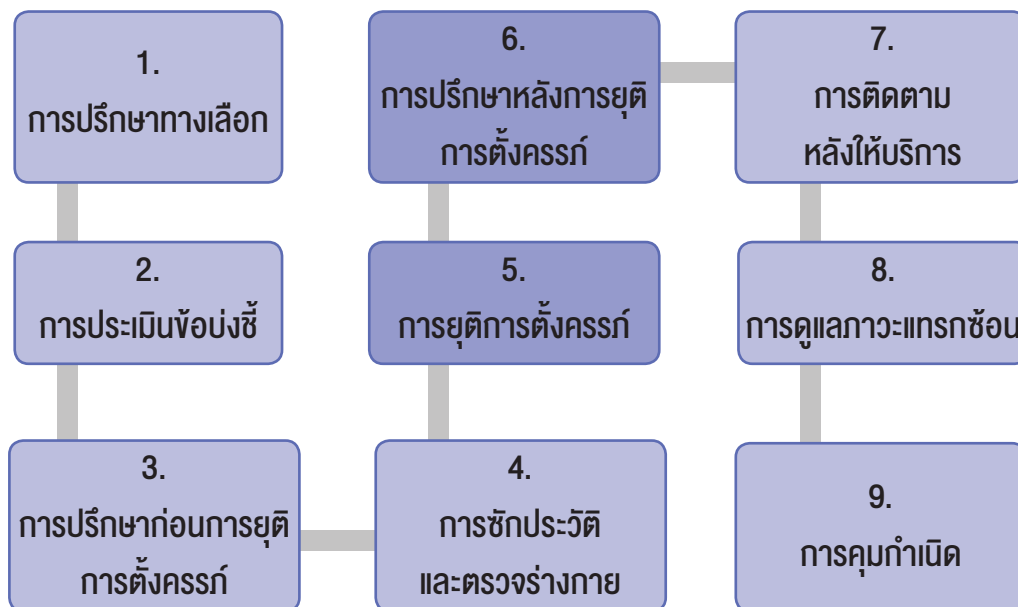 1.
การปรึกษาทางเลือก
2.
การประเมินข้อบ่งชี้
3.
การปรึกษาก่อนการยุติ
การตั้งครรภ์
4.
การซักประวัติ
และตรวจร่างกาย
5.
การยุติการตั้งครรภ์
6.
การปรึกษาหลังการยุติ
การตั้งครรภ์
7.
การติดตาม
หลังให้บริการ
8.
การดูแลภาวะแทรกซ้อน
9.
การคุมกำเนิด